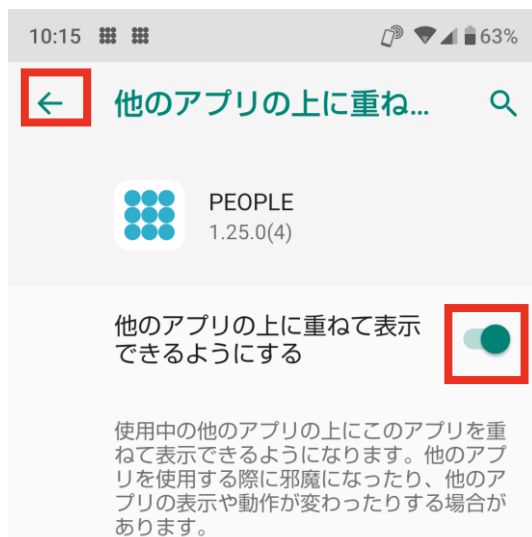 10:15
63%
他のアプリの上に重ね...
PEOPLE
1.25.0(4)
他のアプリの上に重ねて表示
できるようにする
使用中の他のアプリの上にこのアプリを重
ねて表示できるようになります。他のアプ
リを使用する際に邪魔になったり、他のア
プリの表示や動作が変わったりする場合が
あります。